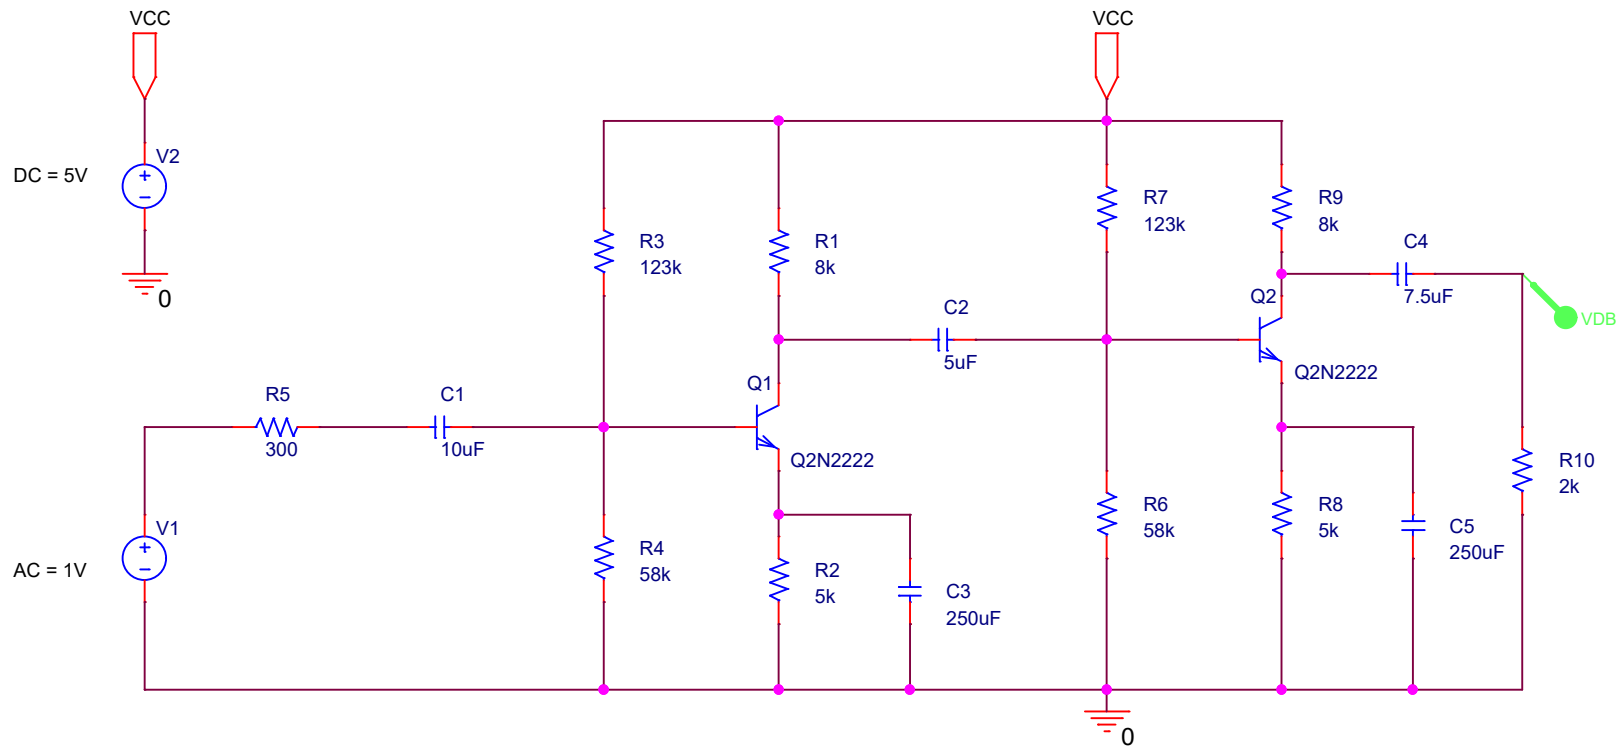 VCC
VCC
V2
DC = 5V
0
R3
123k
R1
8k
R7
123k
R9
8k
C4
7.5uF
VDB
C2
5uF
Q2
Q2N2222
R5
300
C1
10uF
Q1
Q2N2222
V1
AC = 1V
R4
58k
R2
5k
C3
250uF
R6
58k
R8
5k
C5
250uF
R10
2k
0